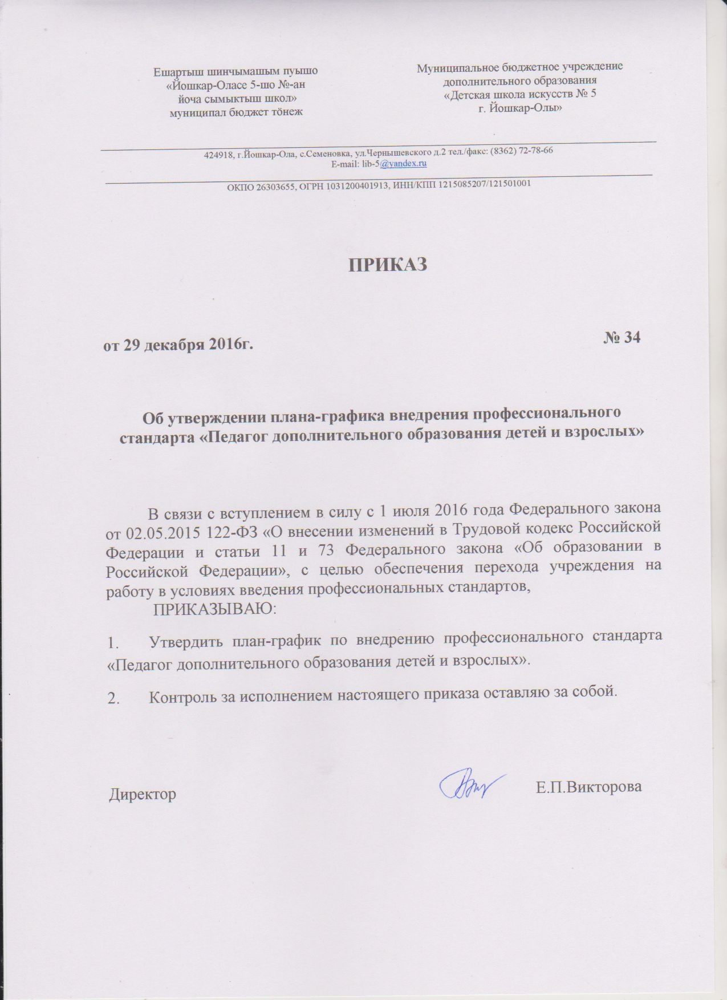 Ешартыш шинчымашым пуышо
«Йошкар-Оласе 5-шо №-ан
йоча сымыктыш школ»
муниципал бюджет тӧнеж
Муниципальное бюджетное учреждение
дополнительного образования
«Детская школа искусств № 5
г. Йошкар-Олы»
424918, г.Йошкар-Ола, с.Семеновка, ул.Чернышевского д.2 тел./факс: (8362) 72-78-66
E-mail: lib-5@yandex.ru
ОКПО 26303655, ОГРН 1031200401913, ИНН/КПП 1215085207/121501001
ПРИКАЗ
от 29 декабря 2016г. № 34
Об утверждении плана-графика внедрения профессионального
стандарта «Педагог дополнительного образования детей и взрослых»
В связи с вступлением в силу с 1 июля 2016 года Федерального закона
от 02.05.2015 122-ФЗ «О внесении изменений в Трудовой кодекс Российской
Федерации и статьи 11 и 73 Федерального закона «Об образовании в
Российской Федерации», с целью обеспечения перехода учреждения на
работу в условиях введения профессиональных стандартов,
ПРИКАЗЫВАЮ:
1. Утвердить план-график по внедрению профессионального стандарта
«Педагог дополнительного образования детей и взрослых».
2. Контроль за исполнением настоящего приказа оставляю за собой.
Директор Е.П.Викторова